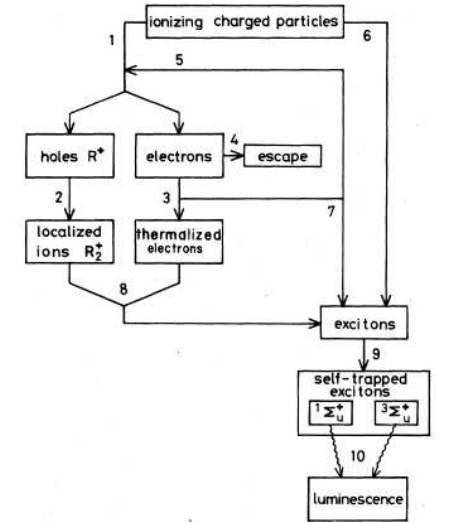 ionizing charged particles
1
6
5
holes R⁺
electrons
4
escape
2
3
7
localized
ions R₂⁺
thermalized
electrons
8
excitons
9
self-trapped
excitons
¹Σᵤ⁺
³Σᵤ⁺
10
luminescence